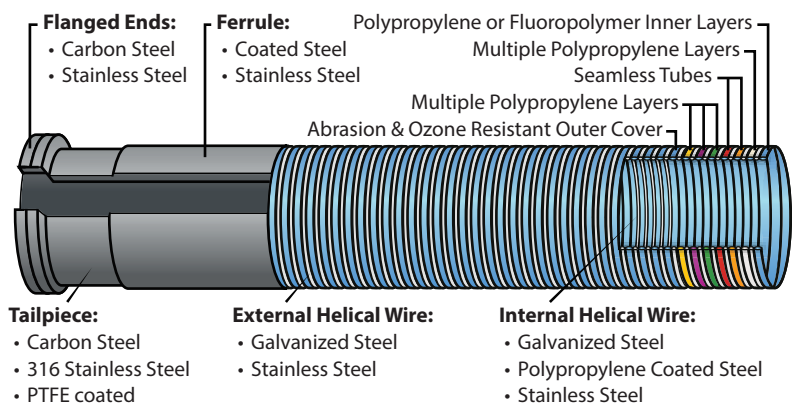 Flanged Ends:
• Carbon Steel
• Stainless Steel
Ferrule:
• Coated Steel
• Stainless Steel
Polypropylene or Fluoropolymer Inner Layers
Multiple Polypropylene Layers
Seamless Tubes
Multiple Polypropylene Layers
Abrasion & Ozone Resistant Outer Cover
Tailpiece:
• Carbon Steel
• 316 Stainless Steel
• PTFE coated
External Helical Wire:
• Galvanized Steel
• Stainless Steel
Internal Helical Wire:
• Galvanized Steel
• Polypropylene Coated Steel
• Stainless Steel